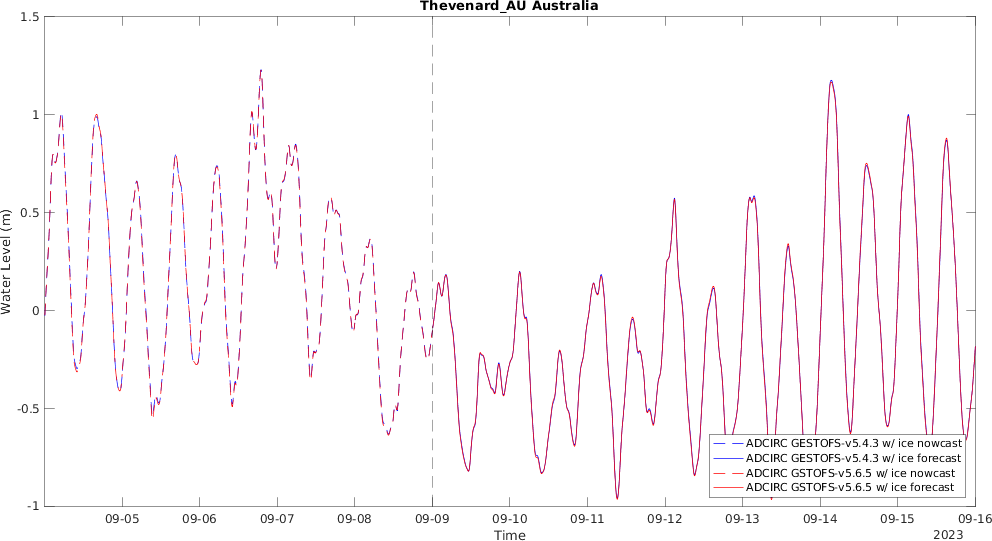 Thevenard_AU Australia
1.5
1
0.5
0
-0.5
-1
Water Level (m)
09-05 09-06 09-07 09-08 09-09 09-10 09-11 09-12 09-13 09-14 09-15 09-16
Time
2023
ADCIRC GESTOFS-v5.4.3 w/ ice nowcast
ADCIRC GESTOFS-v5.4.3 w/ ice forecast
ADCIRC GSTOFS-v5.6.5 w/ ice nowcast
ADCIRC GSTOFS-v5.6.5 w/ ice forecast